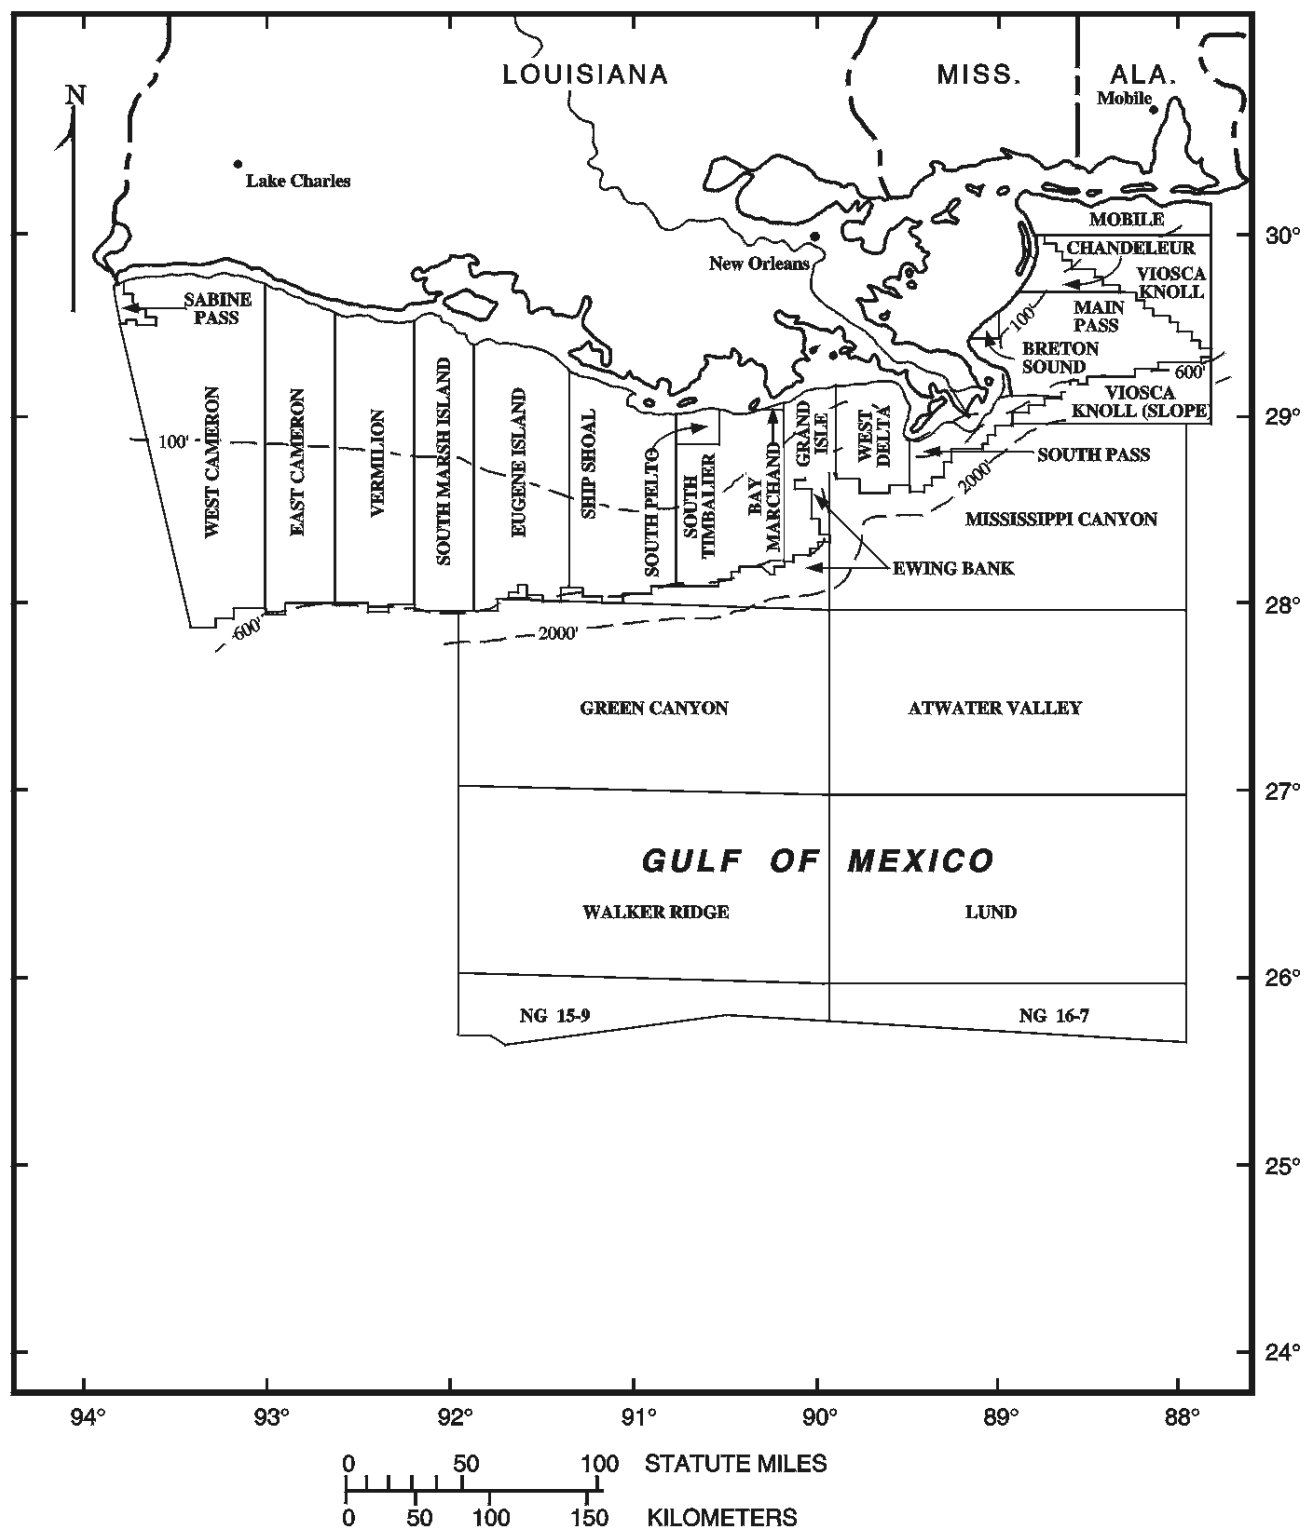 LOUISIANA
MISS.
ALA.
Mobile
N
Lake Charles
New Orleans
MOBILE
30°
CHANDELEUR
VIOSCA
KNOLL
SABINE
PASS
MAIN
PASS
100'
BRETON
SOUND
600'
VIOSCA
KNOLL (SLOPE)
29°
WEST CAMERON
EAST CAMERON
VERMILION
SOUTH MARSH ISLAND
EUGENE ISLAND
SHIP SHOAL
SOUTH PELTO
SOUTH
TIMBALIER
BAY
MARCHAND
GRAND
ISLE
WEST
DELTA
100'
SOUTH PASS
2000'
MISSISSIPPI CANYON
EWING BANK
28°
600'
2000'
GREEN CANYON
ATWATER VALLEY
27°
GULF OF MEXICO
WALKER RIDGE
LUND
26°
NG 15-9
NG 16-7
25°
24°
94°
93°
92°
91°
90°
89°
88°
0 50 100 STATUTE MILES
0 50 100 150 KILOMETERS